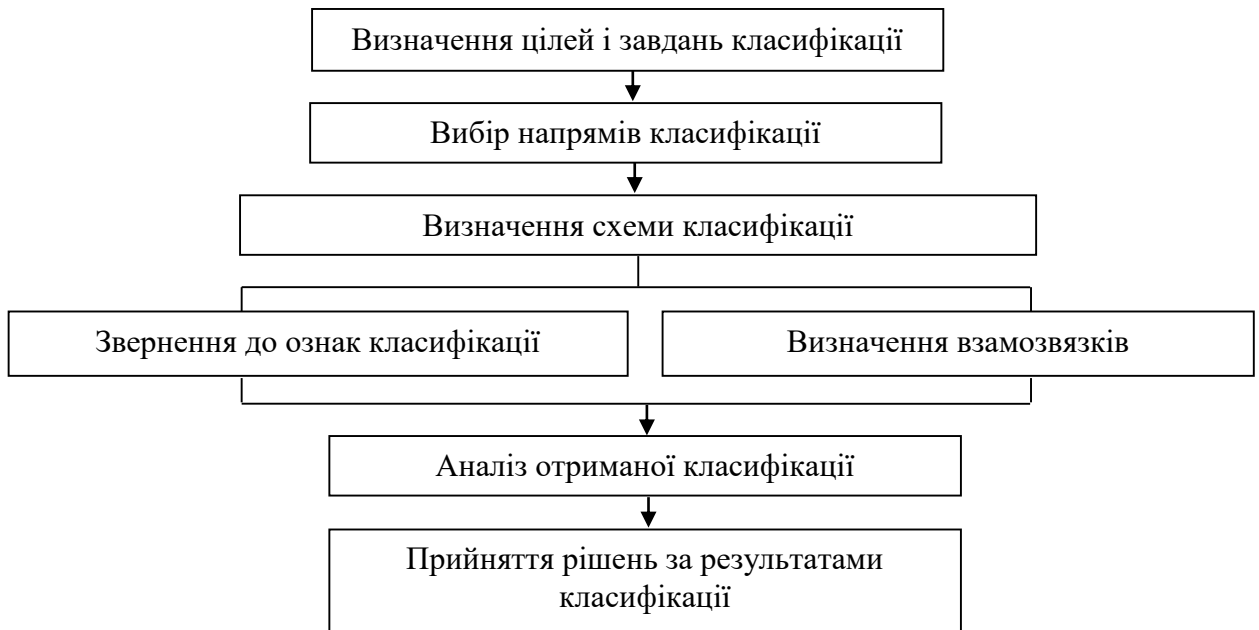 Визначення цілей і завдань класифікації
Вибір напрямів класифікації
Визначення схеми класифікації
Звернення до ознак класифікації
Визначення взамозвязків
Аналіз отриманої класифікації
Прийняття рішень за результатами
класифікації